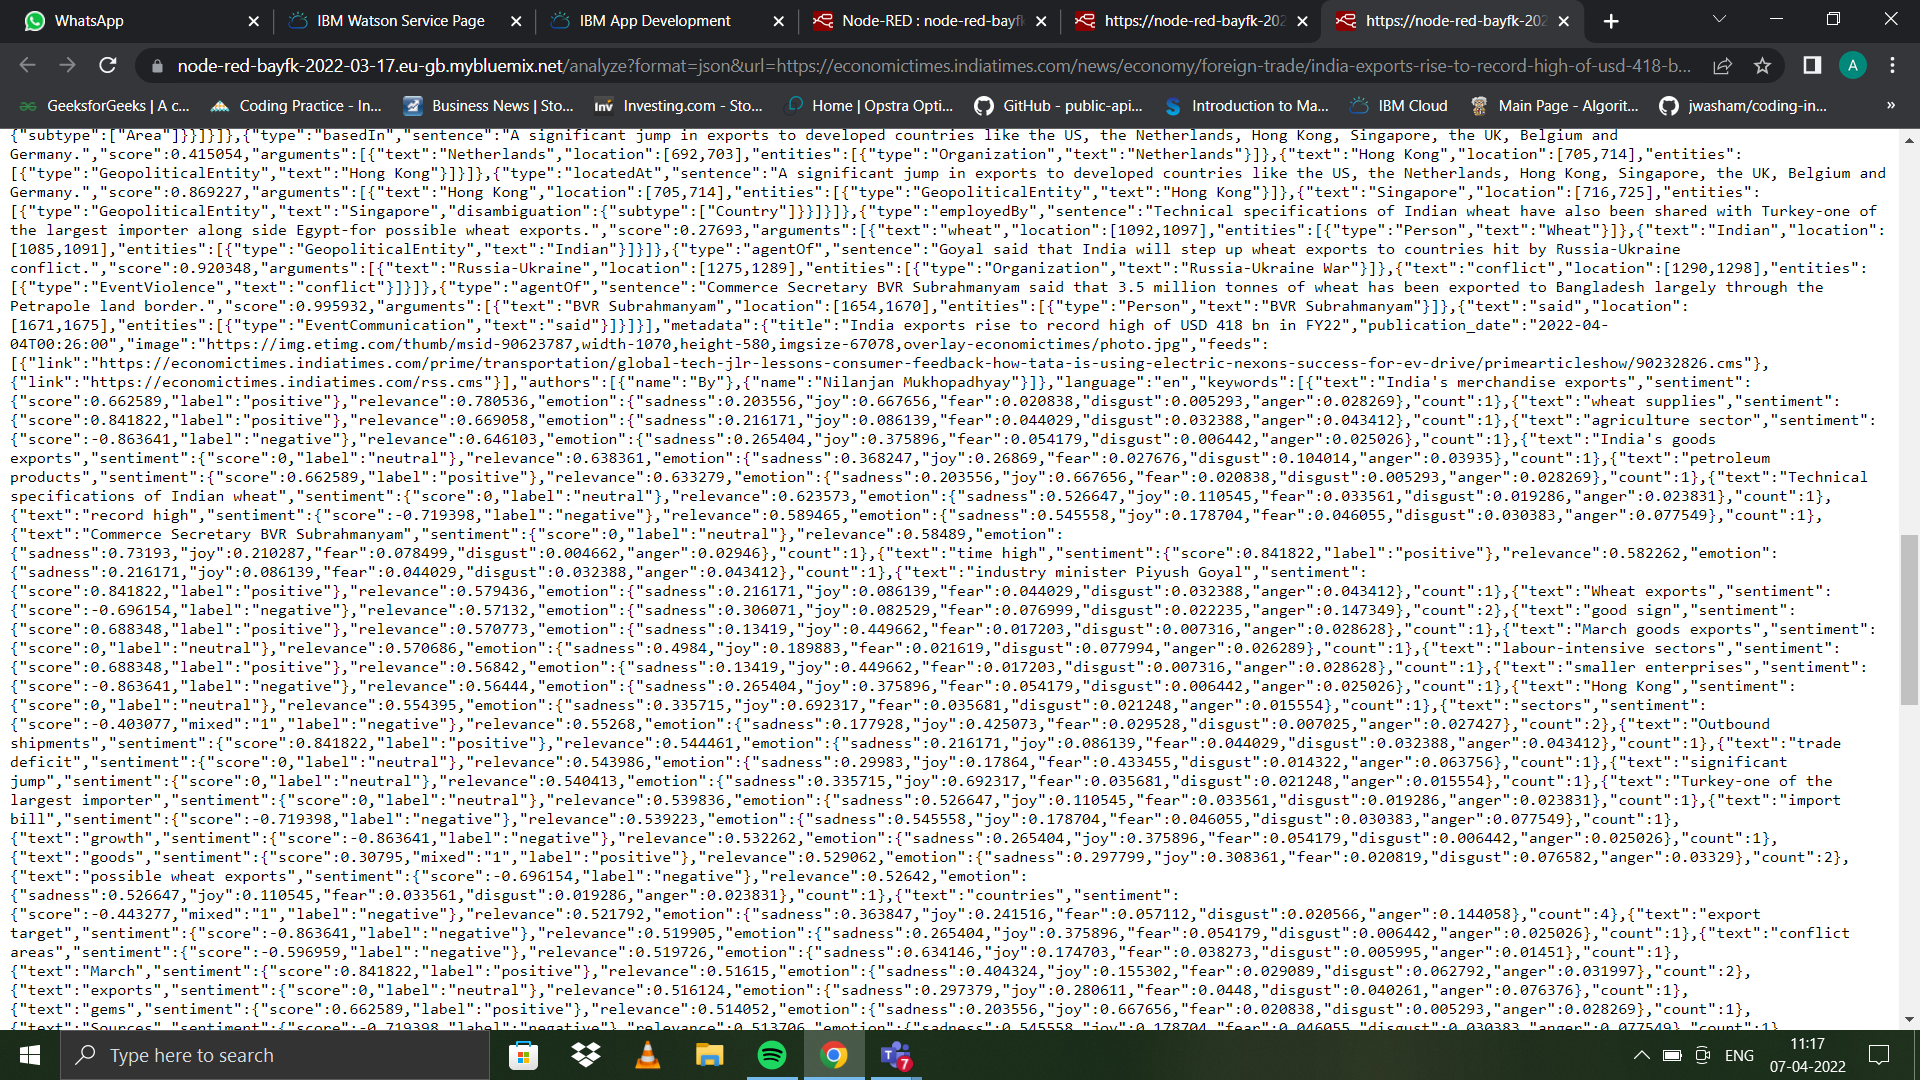 WhatsApp
IBM Watson Service Page
IBM App Development
Node-RED : node-red-bayfk
https://node-red-bayfk-202
https://node-red-bayfk-202
node-red-bayfk-2022-03-17.eu-gb.mybluemix.net/analyze?format=json&url=https://economictimes.indiatimes.com/news/economy/foreign-trade/india-exports-rise-to-record-high-of-usd-418-b...
A
GeeksforGeeks | A c...
Coding Practice - In...
Business News | Sto...
Investing.com - Sto...
Home | Opstra Opti...
GitHub - public-api...
Introduction to Ma...
IBM Cloud
Main Page - Algorit...
jwasham/coding-in...
»
{"subtype":["Area"]}}]}]},{"type":"basedIn","sentence":"A significant jump in exports to developed countries like the US, the Netherlands, Hong Kong, Singapore, the UK, Belgium and
Germany.","score":0.415054,"arguments":[{"text":"Netherlands","location":[692,703],"entities":[{"type":"Organization","text":"Netherlands"}]},{"text":"Hong Kong","location":[705,714],"entities":
[{"type":"GeopoliticalEntity","text":"Hong Kong"}]}]},{"type":"locatedAt","sentence":"A significant jump in exports to developed countries like the US, the Netherlands, Hong Kong, Singapore, the UK, Belgium and
Germany.","score":0.869227,"arguments":[{"text":"Hong Kong","location":[705,714],"entities":[{"type":"GeopoliticalEntity","text":"Hong Kong"}]},{"text":"Singapore","location":[716,725],"entities":
[{"type":"GeopoliticalEntity","text":"Singapore","disambiguation":{"subtype":["Country"]}}]}]},{"type":"employedBy","sentence":"Technical specifications of Indian wheat have also been shared with Turkey-one of
the largest importer along side Egypt-for possible wheat exports.","score":0.27693,"arguments":[{"text":"wheat","location":[1092,1097],"entities":[{"type":"Person","text":"Wheat"}]},{"text":"Indian","location":
[1085,1091],"entities":[{"type":"GeopoliticalEntity","text":"Indian"}]}]},{"type":"agentOf","sentence":"Goyal said that India will step up wheat exports to countries hit by Russia-Ukraine
conflict.","score":0.920348,"arguments":[{"text":"Russia-Ukraine","location":[1275,1289],"entities":[{"type":"Organization","text":"Russia-Ukraine War"}]},{"text":"conflict","location":[1290,1298],"entities":
[{"type":"EventViolence","text":"conflict"}]}]},{"type":"agentOf","sentence":"Commerce Secretary BVR Subrahmanyam said that 3.5 million tonnes of wheat has been exported to Bangladesh largely through the
Petrapole land border.","score":0.995932,"arguments":[{"text":"BVR Subrahmanyam","location":[1654,1670],"entities":[{"type":"Person","text":"BVR Subrahmanyam"}]},{"text":"said","location":
[1671,1675],"entities":[{"type":"EventCommunication","text":"said"}]}]}],"metadata":{"title":"India exports rise to record high of USD 418 bn in FY22","publication_date":"2022-04-
04T00:26:00","image":"https://img.etimg.com/thumb/msid-90623787,width-1070,height-580,imgsize-67078,overlay-economictimes/photo.jpg","feeds":
[{"link":"https://economictimes.indiatimes.com/prime/transportation/global-tech-jlr-lessons-consumer-feedback-how-tata-is-using-electric-nexons-success-for-ev-drive/primearticleshow/90232826.cms"},
{"link":"https://economictimes.indiatimes.com/rss.cms"}],"authors":[{"name":"By"},{"name":"Nilanjan Mukhopadhyay"}]},"language":"en","keywords":[{"text":"India's merchandise exports","sentiment":
{"score":0.662589,"label":"positive"},"relevance":0.780536,"emotion":{"sadness":0.203556,"joy":0.667656,"fear":0.020838,"disgust":0.005293,"anger":0.028269},"count":1},{"text":"wheat supplies","sentiment":
{"score":0.841822,"label":"positive"},"relevance":0.669058,"emotion":{"sadness":0.216171,"joy":0.086139,"fear":0.044029,"disgust":0.032388,"anger":0.043412},"count":1},{"text":"agriculture sector","sentiment":
{"score":-0.863641,"label":"negative"},"relevance":0.646103,"emotion":{"sadness":0.265404,"joy":0.375896,"fear":0.054179,"disgust":0.006442,"anger":0.025026},"count":1},{"text":"India's goods
exports","sentiment":{"score":0,"label":"neutral"},"relevance":0.638361,"emotion":{"sadness":0.368247,"joy":0.26869,"fear":0.027676,"disgust":0.104014,"anger":0.03935},"count":1},{"text":"petroleum
products","sentiment":{"score":0.662589,"label":"positive"},"relevance":0.633279,"emotion":{"sadness":0.203556,"joy":0.667656,"fear":0.020838,"disgust":0.005293,"anger":0.028269},"count":1},{"text":"Technical
specifications of Indian wheat","sentiment":{"score":0,"label":"neutral"},"relevance":0.623573,"emotion":{"sadness":0.526647,"joy":0.110545,"fear":0.033561,"disgust":0.019286,"anger":0.023831},"count":1},
{"text":"record high","sentiment":{"score":-0.719398,"label":"negative"},"relevance":0.589465,"emotion":{"sadness":0.545558,"joy":0.178704,"fear":0.046055,"disgust":0.030383,"anger":0.077549},"count":1},
{"text":"Commerce Secretary BVR Subrahmanyam","sentiment":{"score":0,"label":"neutral"},"relevance":0.58489,"emotion":
{"sadness":0.73193,"joy":0.210287,"fear":0.078499,"disgust":0.004662,"anger":0.02946},"count":1},{"text":"time high","sentiment":{"score":0.841822,"label":"positive"},"relevance":0.582262,"emotion":
{"sadness":0.216171,"joy":0.086139,"fear":0.044029,"disgust":0.032388,"anger":0.043412},"count":1},{"text":"industry minister Piyush Goyal","sentiment":
{"score":0.841822,"label":"positive"},"relevance":0.579436,"emotion":{"sadness":0.216171,"joy":0.086139,"fear":0.044029,"disgust":0.032388,"anger":0.043412},"count":1},{"text":"Wheat exports","sentiment":
{"score":-0.696154,"label":"negative"},"relevance":0.57132,"emotion":{"sadness":0.306071,"joy":0.082529,"fear":0.076999,"disgust":0.022235,"anger":0.147349},"count":2},{"text":"good sign","sentiment":
{"score":0.688348,"label":"positive"},"relevance":0.570773,"emotion":{"sadness":0.13419,"joy":0.449662,"fear":0.017203,"disgust":0.007316,"anger":0.028628},"count":1},{"text":"March goods exports","sentiment":
{"score":0,"label":"neutral"},"relevance":0.570686,"emotion":{"sadness":0.4984,"joy":0.189883,"fear":0.021619,"disgust":0.077994,"anger":0.026289},"count":1},{"text":"labour-intensive sectors","sentiment":
{"score":0.688348,"label":"positive"},"relevance":0.56842,"emotion":{"sadness":0.13419,"joy":0.449662,"fear":0.017203,"disgust":0.007316,"anger":0.028628},"count":1},{"text":"smaller enterprises","sentiment":
{"score":-0.863641,"label":"negative"},"relevance":0.56444,"emotion":{"sadness":0.265404,"joy":0.375896,"fear":0.054179,"disgust":0.006442,"anger":0.025026},"count":1},{"text":"Hong Kong","sentiment":
{"score":0,"label":"neutral"},"relevance":0.554395,"emotion":{"sadness":0.335715,"joy":0.692317,"fear":0.035681,"disgust":0.021248,"anger":0.015554},"count":1},{"text":"sectors","sentiment":
{"score":-0.403077,"mixed":"1","label":"negative"},"relevance":0.55268,"emotion":{"sadness":0.177928,"joy":0.425073,"fear":0.029528,"disgust":0.007025,"anger":0.027427},"count":2},{"text":"Outbound
shipments","sentiment":{"score":0.841822,"label":"positive"},"relevance":0.544461,"emotion":{"sadness":0.216171,"joy":0.086139,"fear":0.044029,"disgust":0.032388,"anger":0.043412},"count":1},{"text":"trade
deficit","sentiment":{"score":0,"label":"neutral"},"relevance":0.543986,"emotion":{"sadness":0.29983,"joy":0.17864,"fear":0.433455,"disgust":0.014322,"anger":0.063756},"count":1},{"text":"significant
jump","sentiment":{"score":0,"label":"neutral"},"relevance":0.540413,"emotion":{"sadness":0.335715,"joy":0.692317,"fear":0.035681,"disgust":0.021248,"anger":0.015554},"count":1},{"text":"Turkey-one of the
largest importer","sentiment":{"score":0,"label":"neutral"},"relevance":0.539836,"emotion":{"sadness":0.526647,"joy":0.110545,"fear":0.033561,"disgust":0.019286,"anger":0.023831},"count":1},{"text":"import
bill","sentiment":{"score":-0.719398,"label":"negative"},"relevance":0.539223,"emotion":{"sadness":0.545558,"joy":0.178704,"fear":0.046055,"disgust":0.030383,"anger":0.077549},"count":1},
{"text":"growth","sentiment":{"score":-0.863641,"label":"negative"},"relevance":0.532262,"emotion":{"sadness":0.265404,"joy":0.375896,"fear":0.054179,"disgust":0.006442,"anger":0.025026},"count":1},
{"text":"goods","sentiment":{"score":0.30795,"mixed":"1","label":"positive"},"relevance":0.529062,"emotion":{"sadness":0.297799,"joy":0.308361,"fear":0.020819,"disgust":0.076582,"anger":0.03329},"count":2},
{"text":"possible wheat exports","sentiment":{"score":-0.696154,"label":"negative"},"relevance":0.52642,"emotion":
{"sadness":0.526647,"joy":0.110545,"fear":0.033561,"disgust":0.019286,"anger":0.023831},"count":1},{"text":"countries","sentiment":
{"score":-0.443277,"mixed":"1","label":"negative"},"relevance":0.521792,"emotion":{"sadness":0.363847,"joy":0.241516,"fear":0.057112,"disgust":0.020566,"anger":0.144058},"count":4},{"text":"export
target","sentiment":{"score":-0.863641,"label":"negative"},"relevance":0.519905,"emotion":{"sadness":0.265404,"joy":0.375896,"fear":0.054179,"disgust":0.006442,"anger":0.025026},"count":1},{"text":"conflict
areas","sentiment":{"score":-0.596959,"label":"negative"},"relevance":0.519726,"emotion":{"sadness":0.634146,"joy":0.174703,"fear":0.038273,"disgust":0.005995,"anger":0.01451},"count":1},
{"text":"March","sentiment":{"score":0.841822,"label":"positive"},"relevance":0.51615,"emotion":{"sadness":0.404324,"joy":0.155302,"fear":0.029089,"disgust":0.062792,"anger":0.031997},"count":2},
{"text":"exports","sentiment":{"score":0,"label":"neutral"},"relevance":0.516124,"emotion":{"sadness":0.297379,"joy":0.280611,"fear":0.0448,"disgust":0.040261,"anger":0.076376},"count":1},
{"text":"gems","sentiment":{"score":0.662589,"label":"positive"},"relevance":0.514052,"emotion":{"sadness":0.203556,"joy":0.667656,"fear":0.020838,"disgust":0.005293,"anger":0.028269},"count":1},
{"text":"Sources","sentiment":{"score":-0.719398,"label":"negative"},"relevance":0.513706,"emotion":{"sadness":0.545558,"joy":0.178704,"fear":0.046055,"disgust":0.030383,"anger":0.077549},"count":1}
Type here to search
7
ENG
11:17
07-04-2022